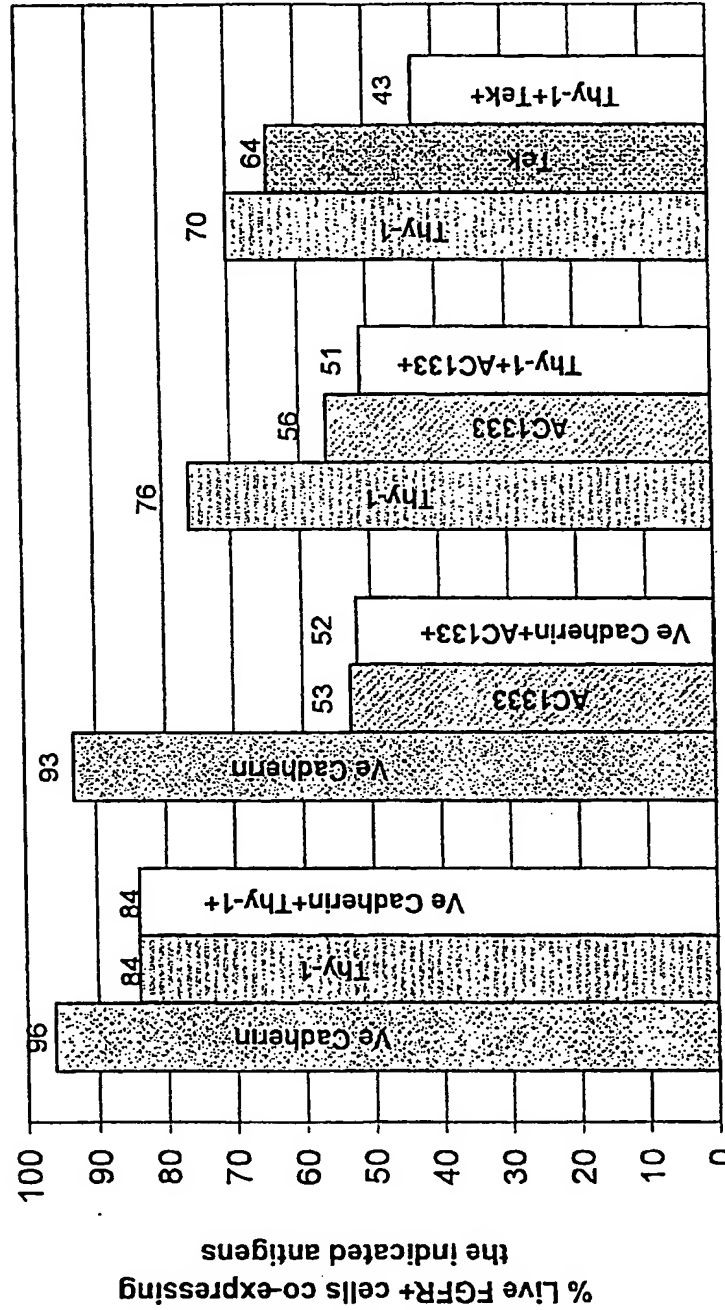 % Live FGFR+ cells co-expressing
the indicated antigens
100
90
80
70
60
50
40
30
20
10
0
96
Ve Cadherin
84
Thy-1
84
Ve Cadherin+Thy-1+
93
Ve Cadherin
53
AC1333
52
Ve Cadherin+AC133+
76
Thy-1
56
AC1333
51
Thy-1+AC133+
70
Thy-1
64
Tek
43
Thy-1+Tek+